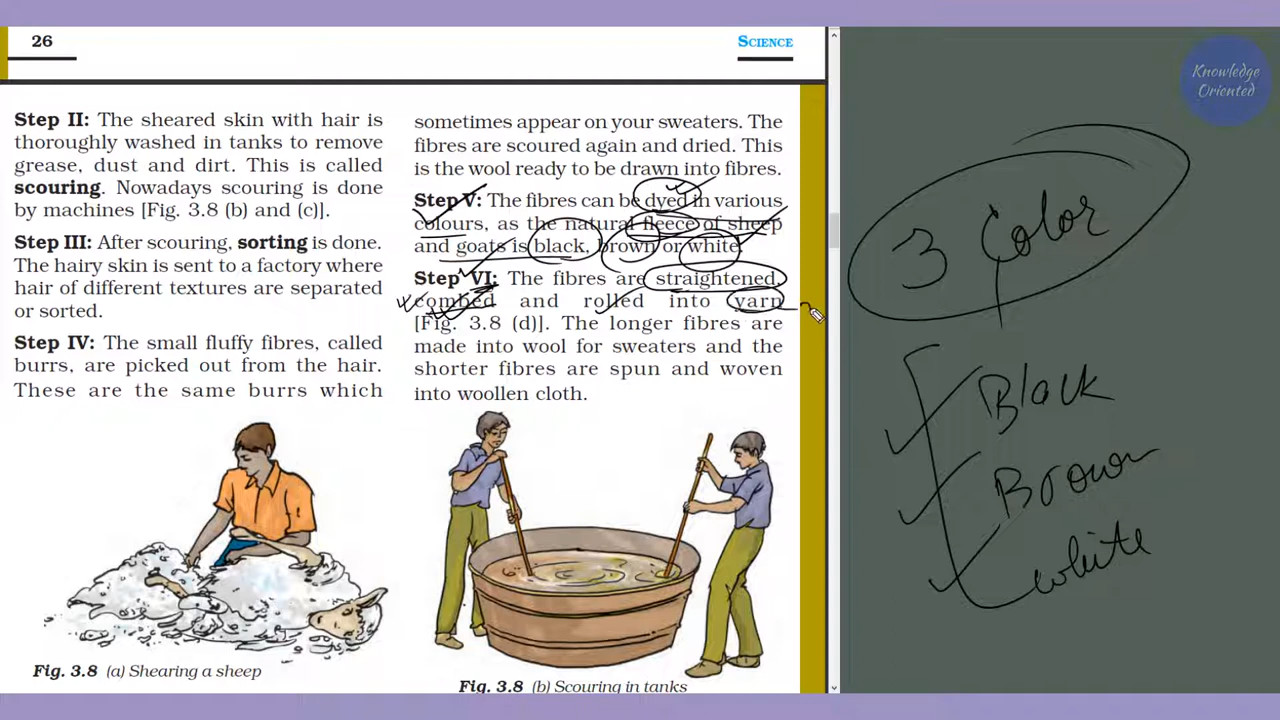 26
SCIENCE
Knowledge
Oriented
Step II: The sheared skin with hair is
thoroughly washed in tanks to remove
grease, dust and dirt. This is called
scouring. Nowadays scouring is done
by machines [Fig. 3.8 (b) and (c)].
Step III: After scouring, sorting is done.
The hairy skin is sent to a factory where
hair of different textures are separated
or sorted.
Step IV: The small fluffy fibres, called
burrs, are picked out from the hair.
These are the same burrs which
sometimes appear on your sweaters. The
fibres are scoured again and dried. This
is the wool ready to be drawn into fibres.
Step V: The fibres can be dyed in various
colours, as the natural fleece of sheep
and goats is black, brown or white.
Step VI: The fibres are straightened,
combed and rolled into yarn
[Fig. 3.8 (d)]. The longer fibres are
made into wool for sweaters and the
shorter fibres are spun and woven
into woollen cloth.
Fig. 3.8 (a) Shearing a sheep
Fig. 3.8 (b) Scouring in tanks
3 Color
Black
Brown
white